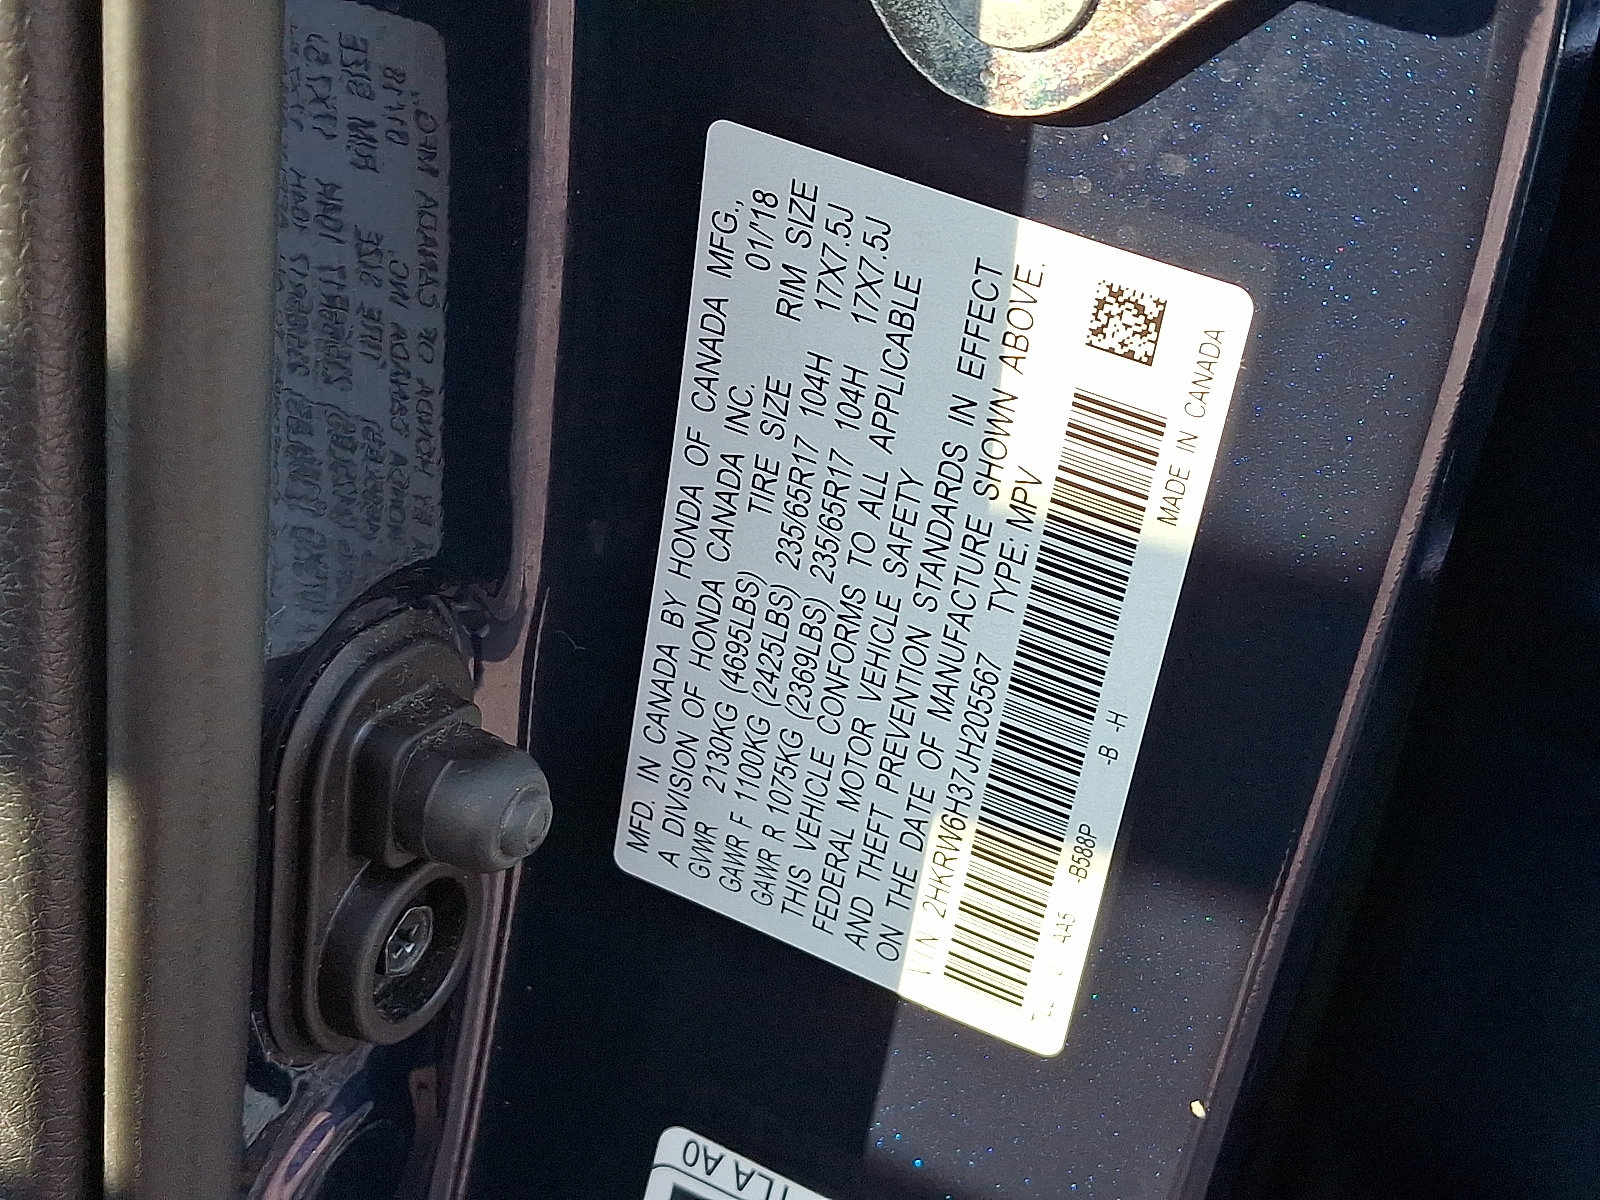 MFD. IN CANADA BY HONDA OF CANADA MFG.,
A DIVISION OF HONDA CANADA INC. 01/'18
GVWR 2130KG (4695LBS) TIRE SIZE RIM SIZE
GAWR F 1100KG (2425LBS) 235/65R17 104H 17X7.5J
GAWR R 1075KG (2369LBS) 235/65R17 104H 17X7.5J
THIS VEHICLE CONFORMS TO ALL APPLICABLE
FEDERAL MOTOR VEHICLE SAFETY
AND THEFT PREVENTION STANDARDS IN EFFECT
ON THE DATE OF MANUFACTURE SHOWN ABOVE.
V.I.N. 2HKRW6H37JH205567 TYPE: MPV
AA5 -B588P -B -H MADE IN CANADA
TLA A0